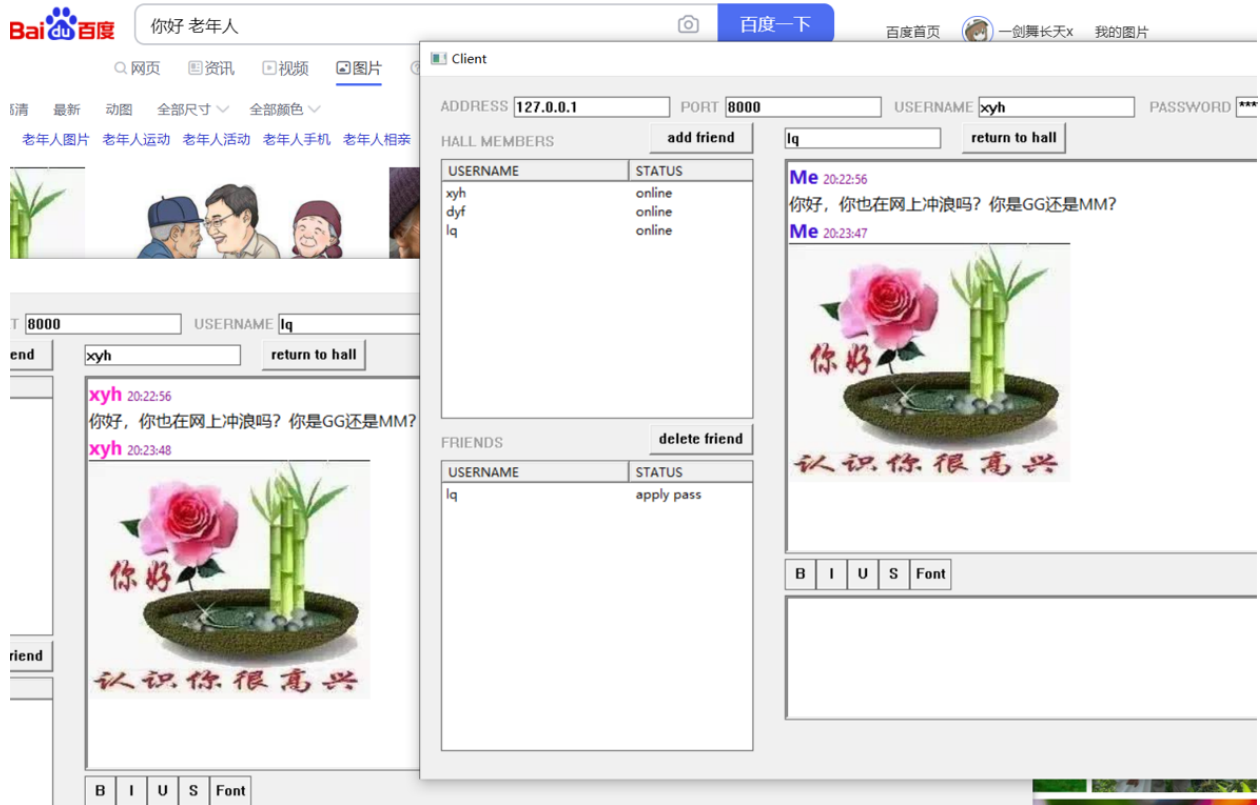 Bai du 百度
你好 老年人
百度一下
百度首页
一剑舞长天x
我的图片
网页
资讯
视频
图片
高清
最新
动图
全部尺寸
全部颜色
老年人图片
老年人运动
老年人活动
老年人手机
老年人相亲
T 8000
USERNAME lq
end
xyh
return to hall
xyh 20:22:56
你好，你也在网上冲浪吗？你是GG还是MM?
xyh 20:23:48
你好
认识你很高兴
riend
B I U S Font
Client
ADDRESS 127.0.0.1
PORT 8000
USERNAME xyh
PASSWORD ***
HALL MEMBERS
add friend
lq
return to hall
USERNAME STATUS
xyh online
dyf online
lq online
Me 20:22:56
你好，你也在网上冲浪吗？你是GG还是MM?
Me 20:23:47
你好
认识你很高兴
FRIENDS
delete friend
USERNAME STATUS
lq apply pass
B I U S Font